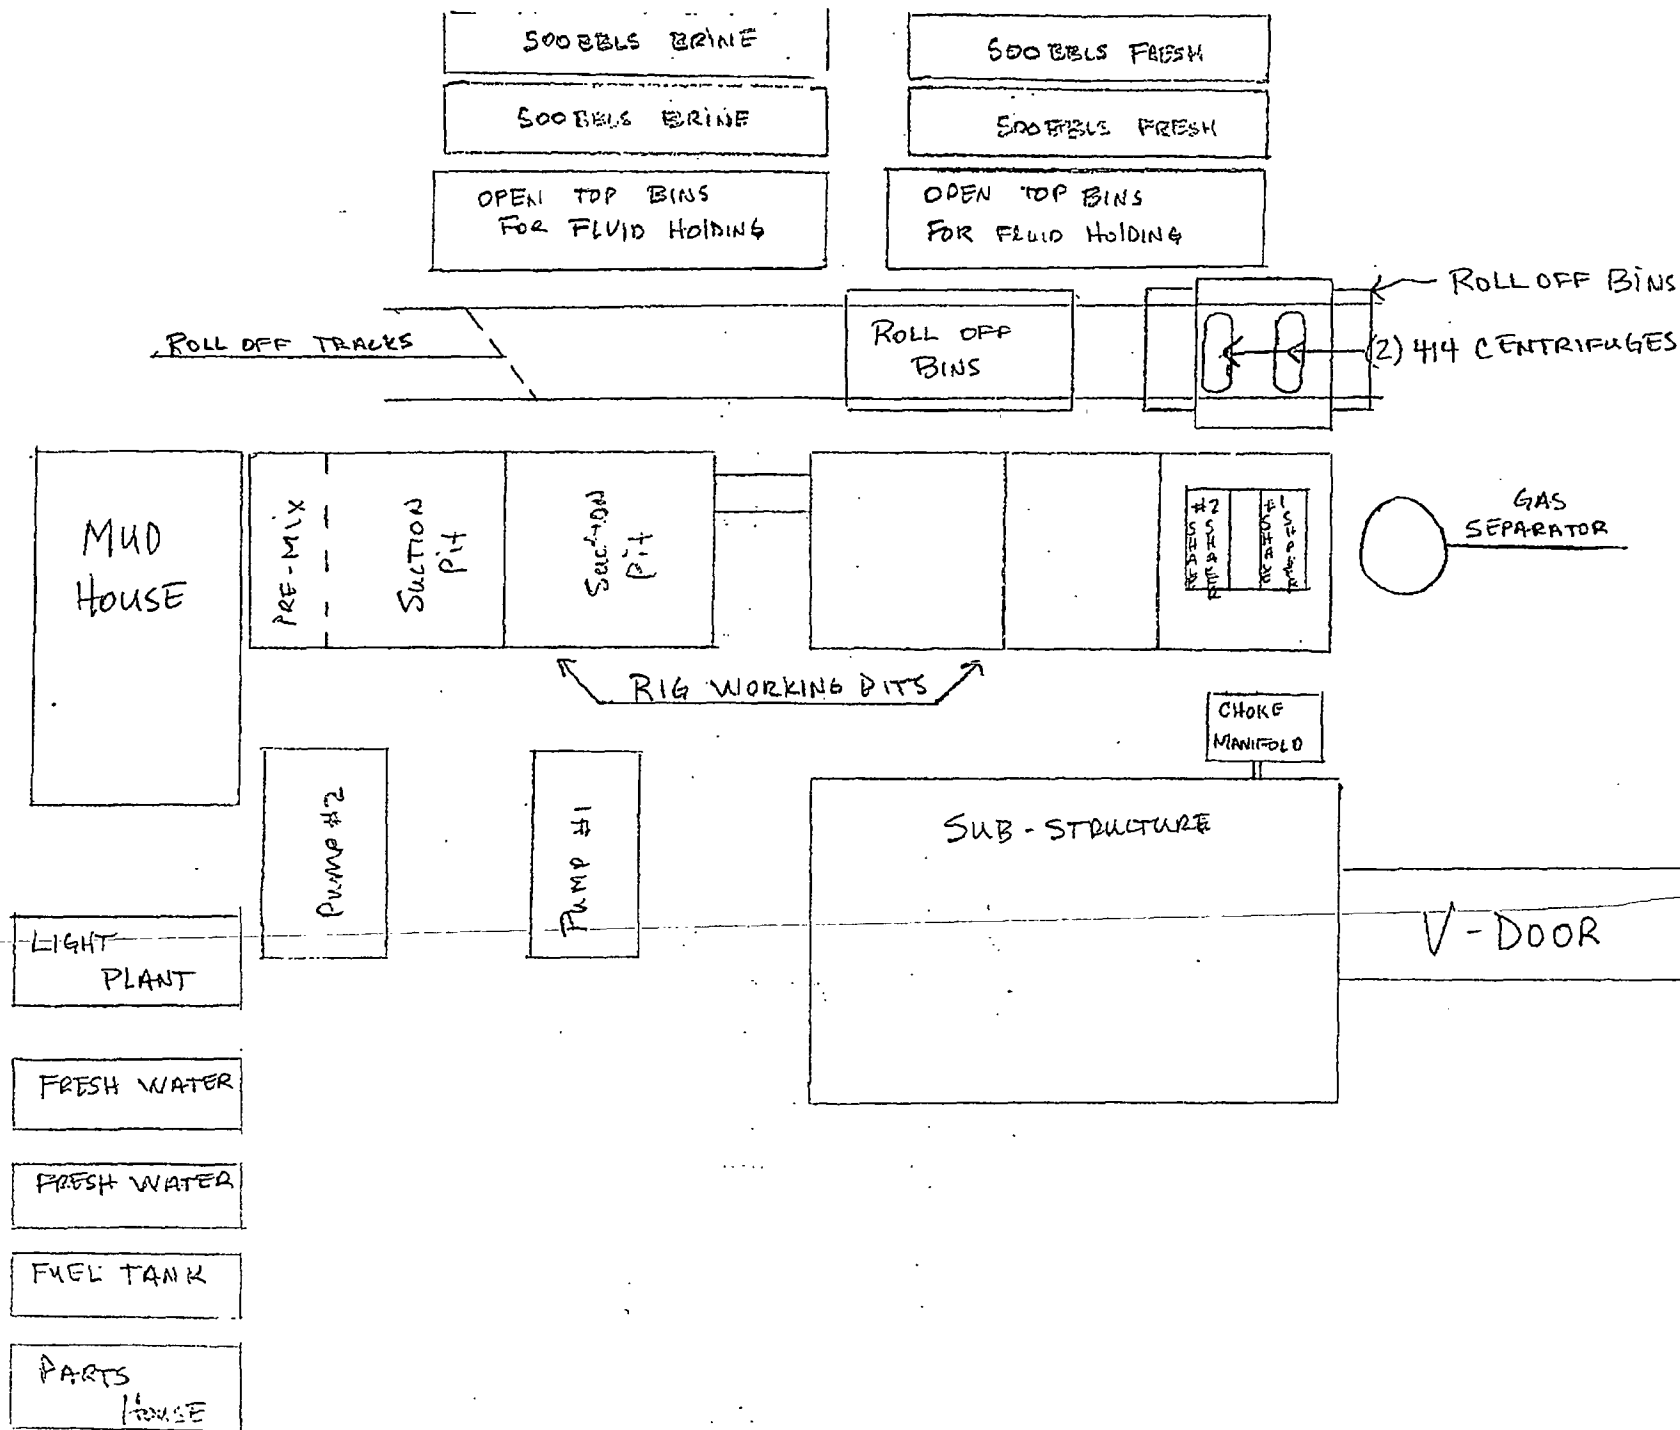 500 BBLS BRINE
500 BBLS FRESH
500 BBLS BRINE
500 BBLS FRESH
OPEN TOP BINS
FOR FLUID HOLDING
OPEN TOP BINS
FOR FLUID HOLDING
ROLL OFF BINS
ROLL OFF TRACKS
ROLL OFF
BINS
(2) 414 CENTRIFUGES
MUD
HOUSE
PRE-MIX
SUCTION
Pit
Suction
Pit
#2
SHALE
SHAKER
#1
SHALE
SHAKER
GAS
SEPARATOR
RIG WORKING PITS
CHOKE
MANIFOLD
PUMP #2
PUMP #1
SUB-STRUCTURE
V-DOOR
LIGHT
PLANT
FRESH WATER
FRESH WATER
FUEL TANK
PARTS
HOUSE